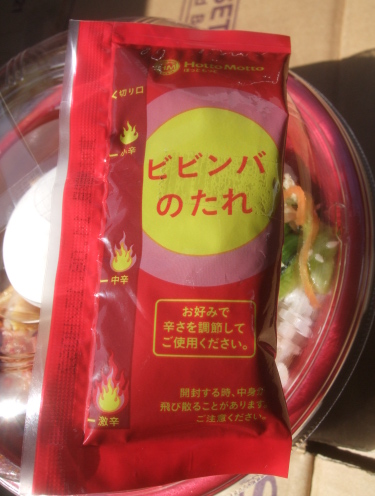 Hotto Motto
ほっともっと
切り口
小辛
ビビンバ
のたれ
中辛
お好みで
辛さを調節して
ご使用ください。
開封する時、中身が
飛び散ることがあります。
ご注意ください。
激辛